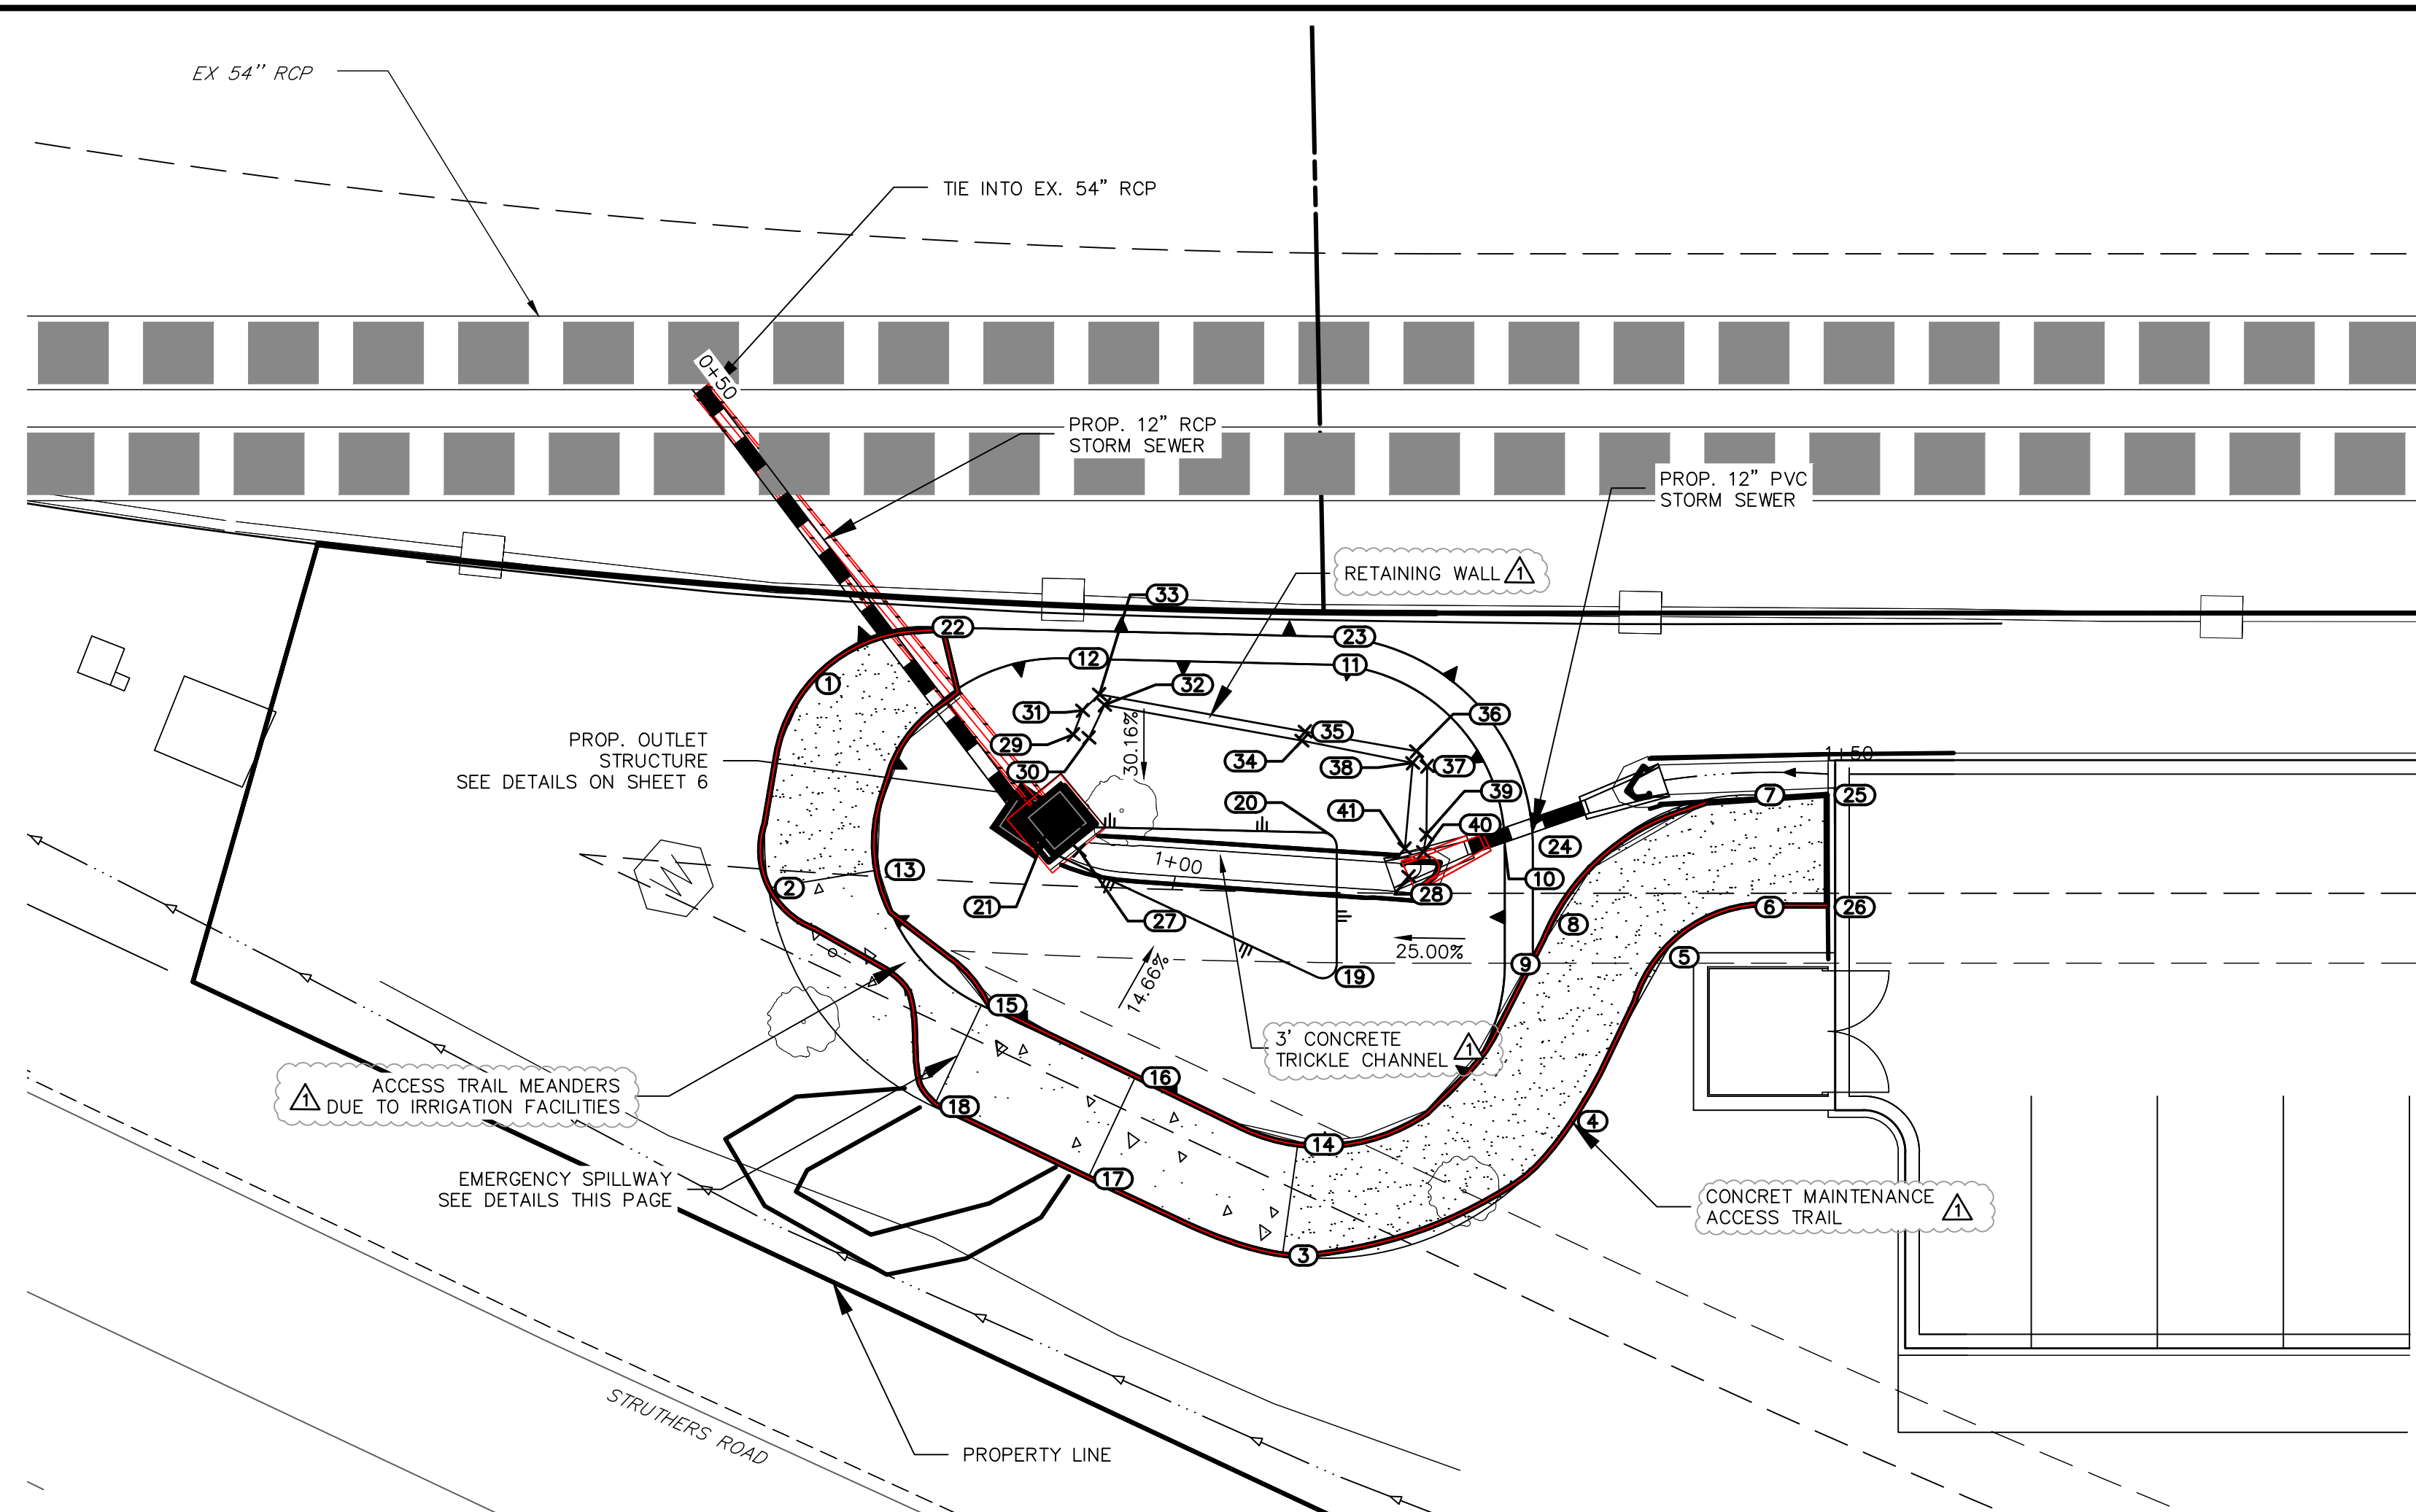 EX 54" RCP
TIE INTO EX. 54" RCP
0+50
PROP. 12" RCP
STORM SEWER
PROP. 12" PVC
STORM SEWER
RETAINING WALL 1
33
22
23
12
11
1
32
31
36
35
29
34
30
38
37
30.16%
PROP. OUTLET
STRUCTURE
SEE DETAILS ON SHEET 6
1+50
7
25
20
39
41
40
24
1+00
13
2
10
28
21
27
6
26
8
25.00%
5
9
19
14.66%
15
3' CONCRETE
TRICKLE CHANNEL 1
16
ACCESS TRAIL MEANDERS
1 DUE TO IRRIGATION FACILITIES
18
4
14
17
EMERGENCY SPILLWAY
SEE DETAILS THIS PAGE
CONCRET MAINTENANCE
ACCESS TRAIL 1
3
STRUTHERS ROAD
PROPERTY LINE
W